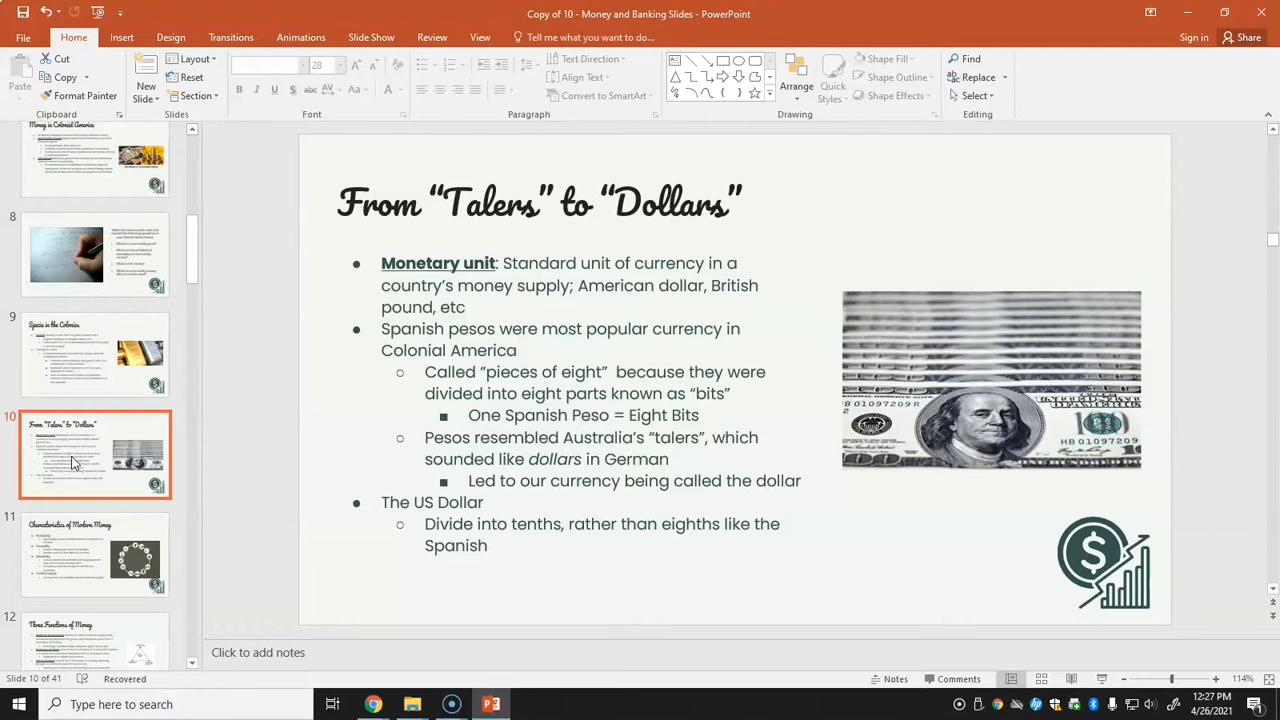 Copy of 10 - Money and Banking Slides - PowerPoint
Sign in
Share
File
Home
Insert
Design
Transitions
Animations
Slide Show
Review
View
Tell me what you want to do...
Paste
Cut
Copy
Format Painter
Clipboard
New
Slide
Layout
Reset
Section
Slides
28
B I U S abc AV Aa A
Font
Text Direction
Align Text
Convert to SmartArt
Paragraph
Arrange
Quick
Styles
Shape Fill
Shape Outline
Shape Effects
Drawing
Find
Replace
Select
Editing
Money in Colonial America
8
9
Specie in the Colonies
10
From "Talers" to "Dollars"
11
Characteristics of Modern Money
12
Three Functions of Money
From “Talers” to “Dollars”
● Monetary unit: Standard unit of currency in a
country’s money supply; American dollar, British
pound, etc
● Spanish pesos were most popular currency in
Colonial America
○ Called “pieces of eight” because they were
divided into eight parts known as “bits”
■ One Spanish Peso = Eight Bits
○ Pesos resembled Australia’s “talers”, which
sounded like dollars in German
■ Led to our currency being called the dollar
● The US Dollar
○ Divide into tenths, rather than eighths like the
Spanish
HB 01097209
$
Click to add notes
Slide 10 of 41
Recovered
Notes
Comments
114%
Type here to search
12:27 PM
4/26/2021